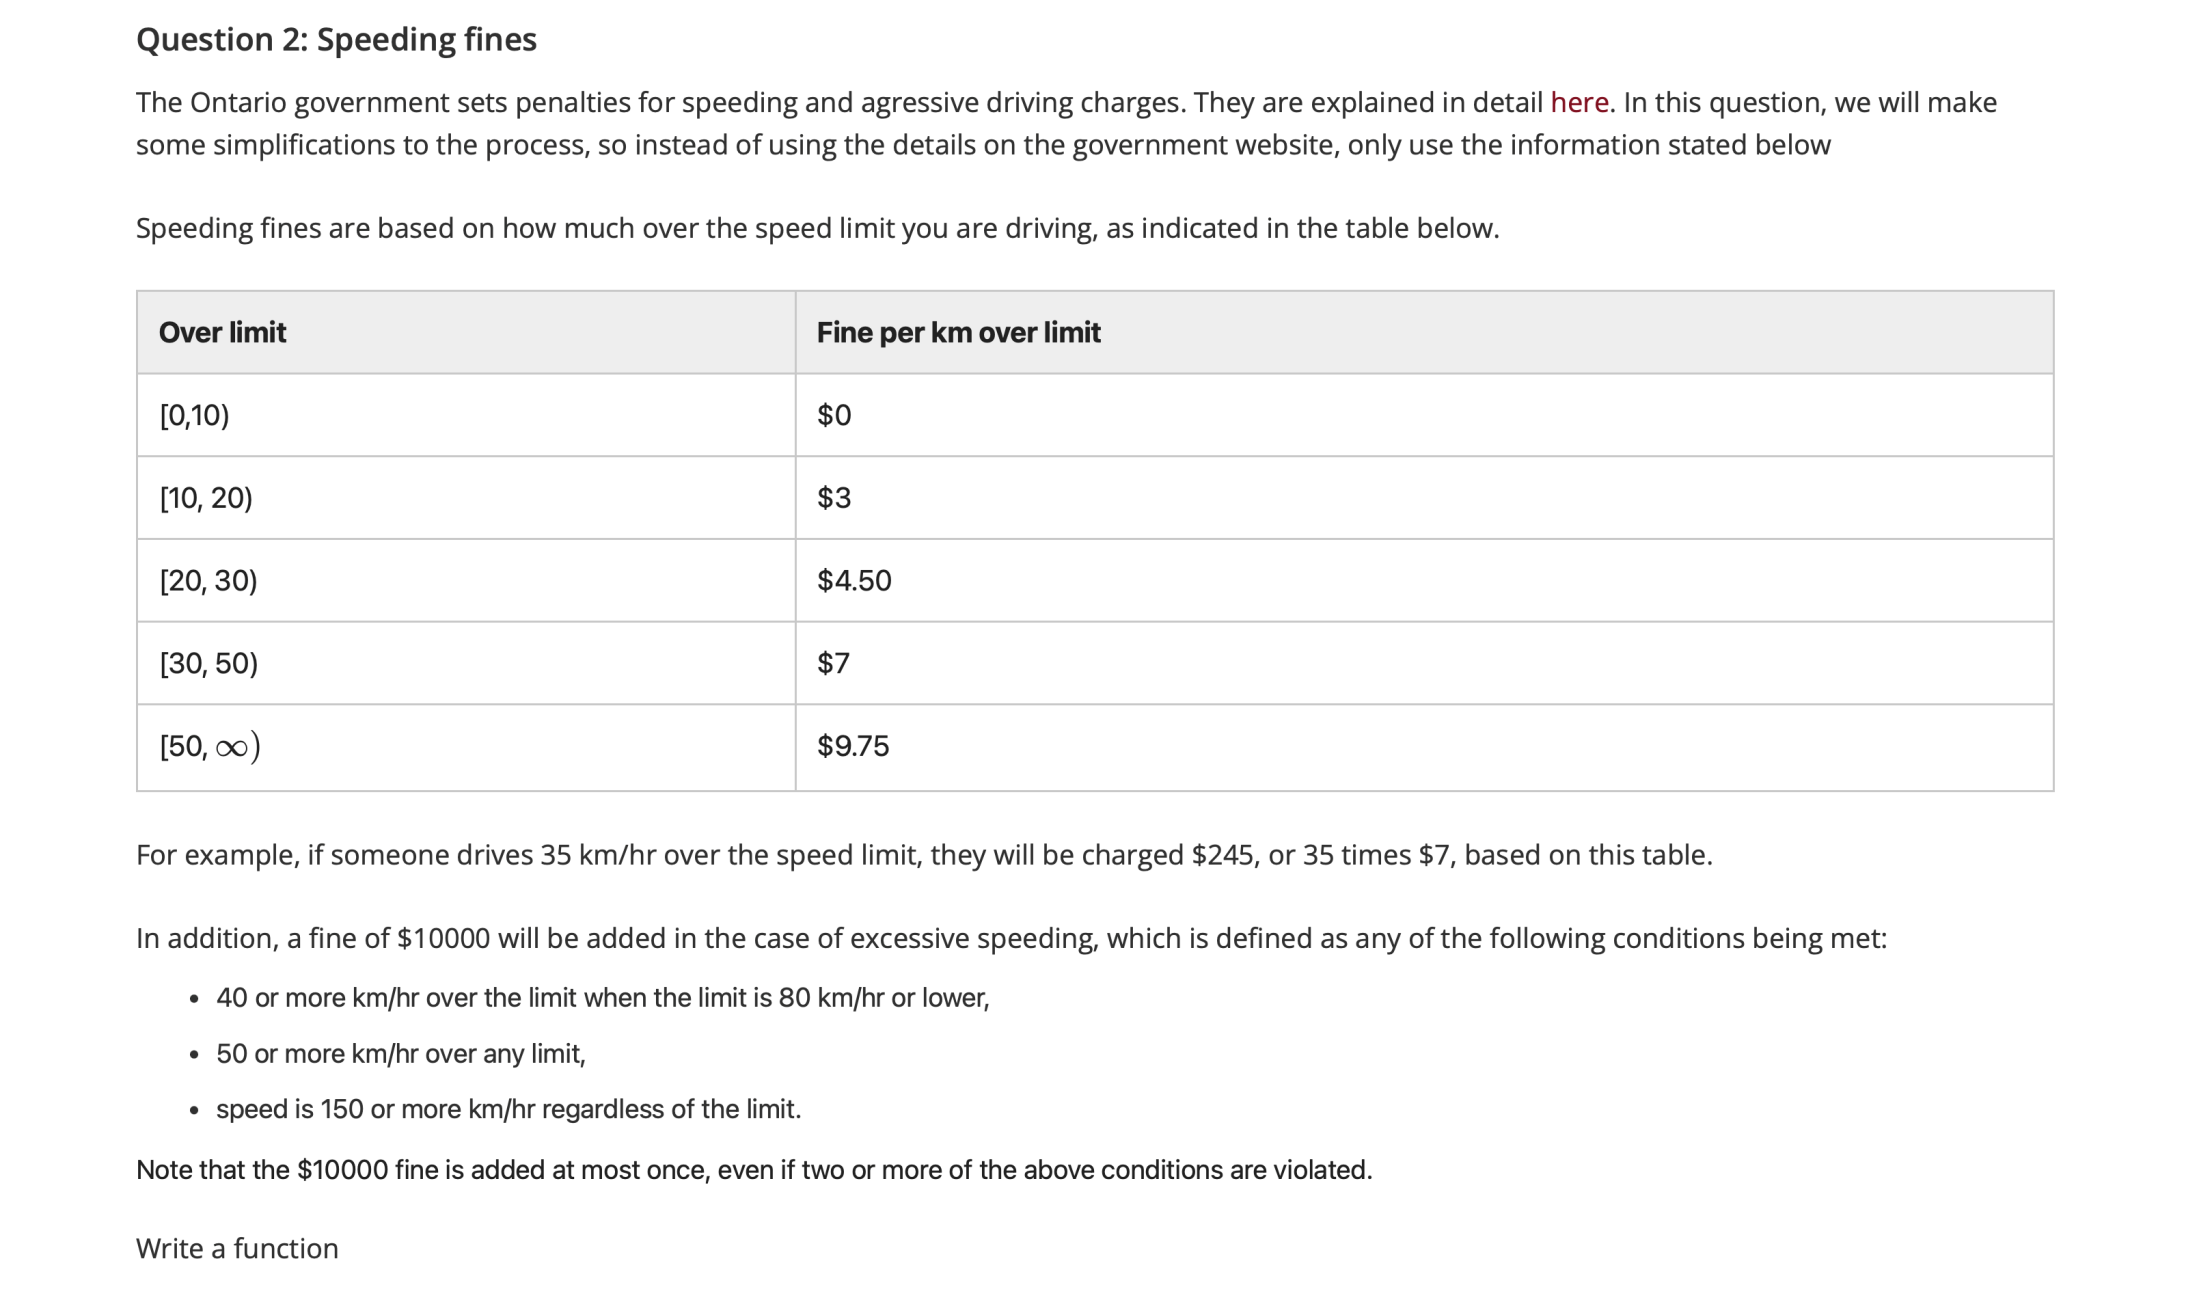 Question 2: Speeding fines
The Ontario government sets penalties for speeding and agressive driving charges. They are explained in detail here. In this question, we will make
some simplifications to the process, so instead of using the details on the government website, only use the information stated below
Speeding fines are based on how much over the speed limit you are driving, as indicated in the table below.
Over limit Fine per km over limit
[0,10) $0
[10, 20) $3
[20, 30) $4.50
[30, 50) $7
[50, ∞) $9.75
For example, if someone drives 35 km/hr over the speed limit, they will be charged $245, or 35 times $7, based on this table.
In addition, a fine of $10000 will be added in the case of excessive speeding, which is defined as any of the following conditions being met:
• 40 or more km/hr over the limit when the limit is 80 km/hr or lower,
• 50 or more km/hr over any limit,
• speed is 150 or more km/hr regardless of the limit.
Note that the $10000 fine is added at most once, even if two or more of the above conditions are violated.
Write a function